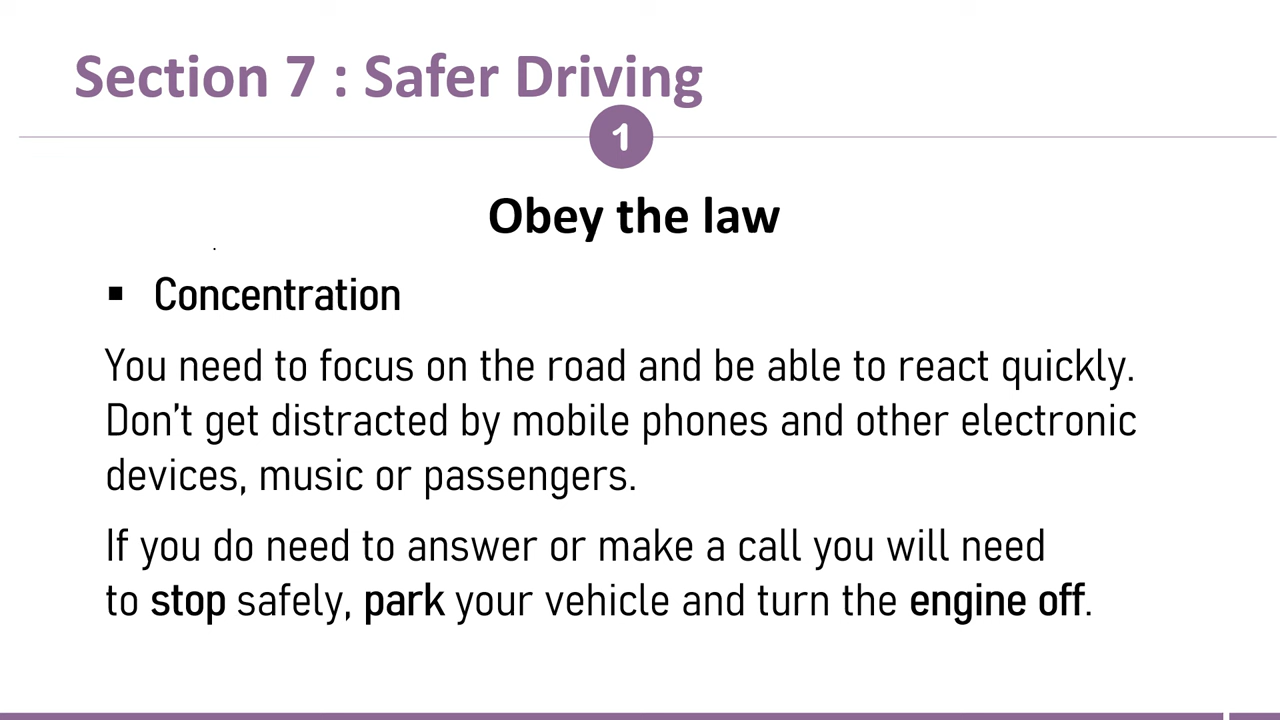 Section 7 : Safer Driving
1
Obey the law
.
▪ Concentration
You need to focus on the road and be able to react quickly.
Don’t get distracted by mobile phones and other electronic
devices, music or passengers.
If you do need to answer or make a call you will need
to stop safely, park your vehicle and turn the engine off.